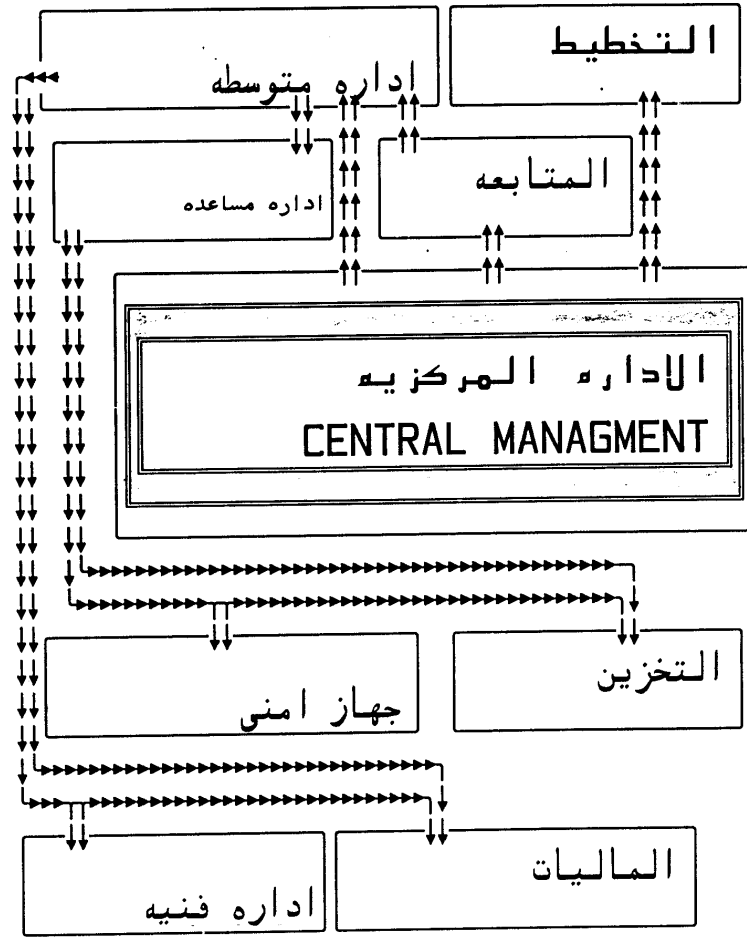 التخطيط
اداره متوسطه
المتابعه
اداره مساعده
الاداره المركزيه
CENTRAL MANAGMENT
التخزين
جهاز امنى
الماليات
اداره فنيه